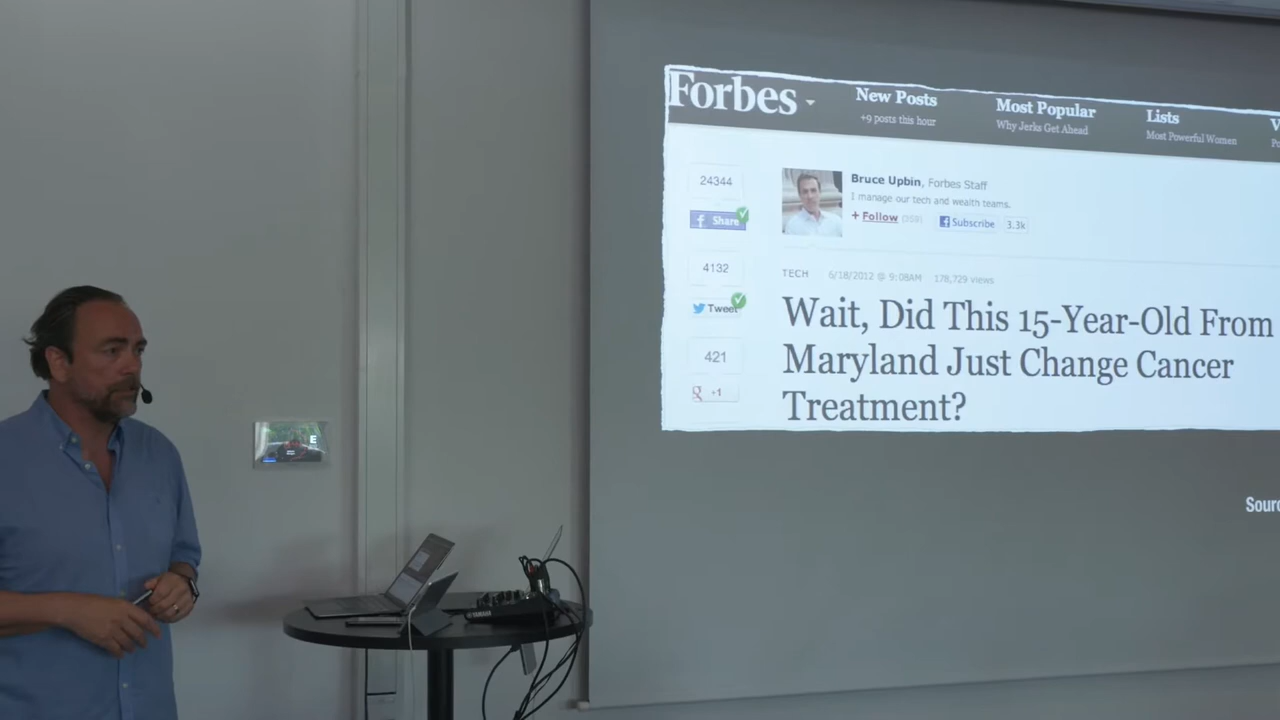 Forbes
New Posts
+9 posts this hour
Most Popular
Why Jerks Get Ahead
Lists
Most Powerful Women
24344
Share
4132
Tweet
421
+1
Bruce Upbin, Forbes Staff
I manage our tech and wealth teams.
+ Follow (359)
Subscribe 3.3k
TECH 6/18/2012 @ 9:08AM 178,729 views
Wait, Did This 15-Year-Old From
Maryland Just Change Cancer
Treatment?
Sourc
E
YAMAHA